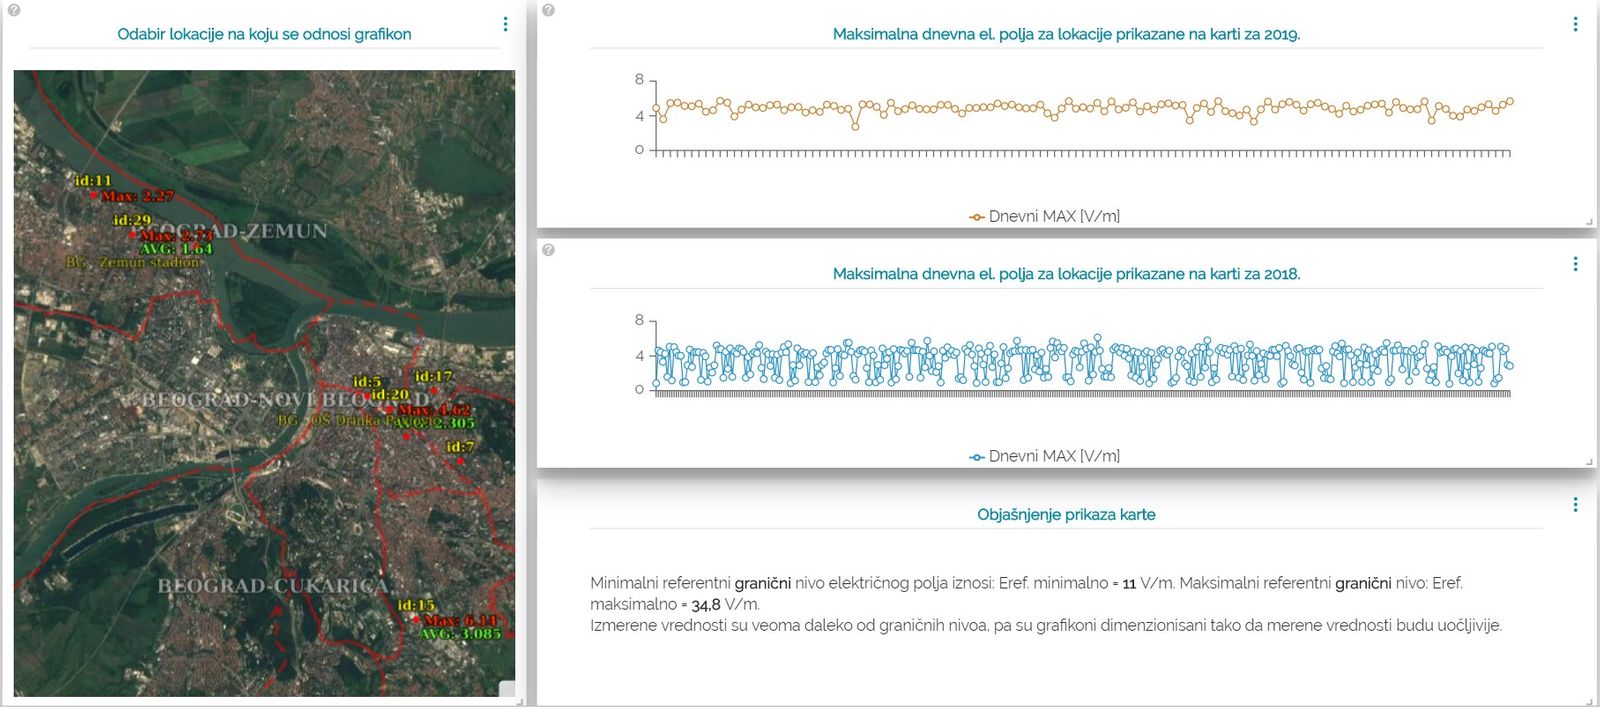 Odabir lokacije na koju se odnosi grafikon
id:11
Max: 2.27
id:29
BEOGRAD-ZEMUN
Max: 2.73
AVG: 1.64
BG - Zemun stadion
id:5
id:17
id:20
BEOGRAD-NOVI BEOGRAD
Max: 4.62
BG - OŠ Drinka
AVG: 2.305
id:7
BEOGRAD-CUKARICA
id:15
Max: 6.14
AVG: 3.085
Maksimalna dnevna el. polja za lokacije prikazane na karti za 2019.
8
4
0
Dnevni MAX [V/m]
Maksimalna dnevna el. polja za lokacije prikazane na karti za 2018.
8
4
0
Dnevni MAX [V/m]
Objašnjenje prikaza karte
Minimalni referentni granični nivo električnog polja iznosi: Eref. minimalno = 11 V/m. Maksimalni referentni granični nivo: Eref.
maksimalno = 34,8 V/m.
Izmerene vrednosti su veoma daleko od graničnih nivoa, pa su grafikoni dimenzionisani tako da merene vrednosti budu uočljivije.